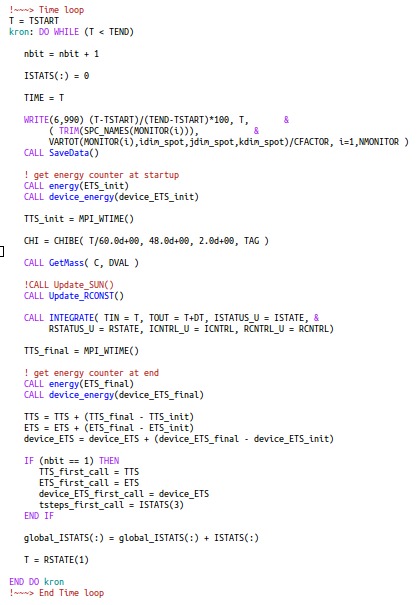 !~~~> Time loop
T = TSTART
kron: DO WHILE (T < TEND)
nbit = nbit + 1
ISTATS(:) = 0
TIME = T
WRITE(6,990) (T-TSTART)/(TEND-TSTART)*100, T, &
( TRIM(SPC_NAMES(MONITOR(i))), &
VARTOT(MONITOR(i),idim_spot,jdim_spot,kdim_spot)/CFACTOR, i=1,NMONITOR )
CALL SaveData()
! get energy counter at startup
CALL energy(ETS_init)
CALL device_energy(device_ETS_init)
TTS_init = MPI_WTIME()
CHI = CHIBE( T/60.0d+00, 48.0d+00, 2.0d+00, TAG )
CALL GetMass( C, DVAL )
!CALL Update_SUN()
CALL Update_RCONST()
CALL INTEGRATE( TIN = T, TOUT = T+DT, ISTATUS_U = ISTATE, &
RSTATUS_U = RSTATE, ICNTRL_U = ICNTRL, RCNTRL_U = RCNTRL)
TTS_final = MPI_WTIME()
! get energy counter at end
CALL energy(ETS_final)
CALL device_energy(device_ETS_final)
TTS = TTS + (TTS_final - TTS_init)
ETS = ETS + (ETS_final - ETS_init)
device_ETS = device_ETS + (device_ETS_final - device_ETS_init)
IF (nbit == 1) THEN
TTS_first_call = TTS
ETS_first_call = ETS
device_ETS_first_call = device_ETS
tsteps_first_call = ISTATS(3)
END IF
global_ISTATS(:) = global_ISTATS(:) + ISTATS(:)
T = RSTATE(1)
END DO kron
!~~~> End Time loop